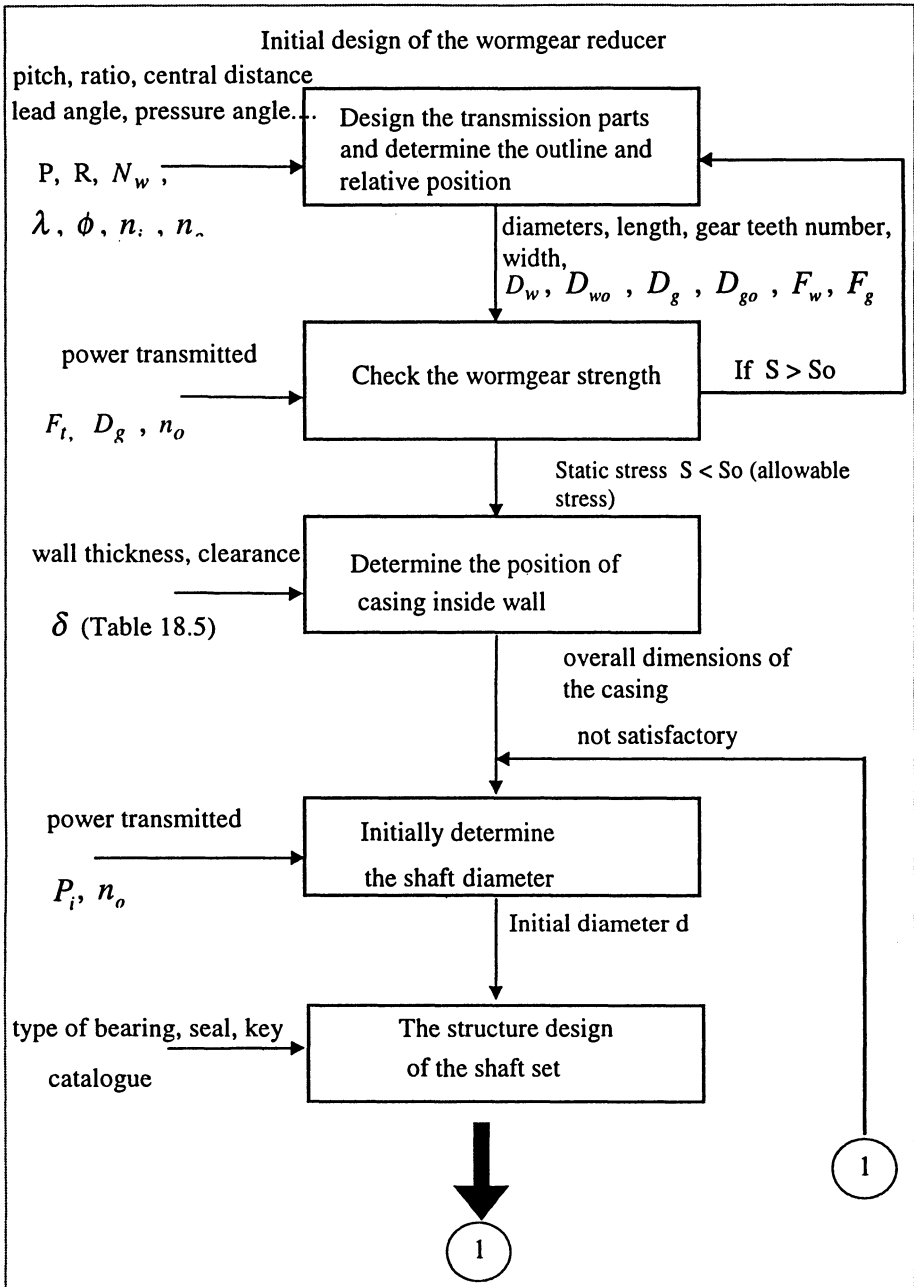 Initial design of the wormgear reducer
pitch, ratio, central distance
lead angle, pressure angle....
Design the transmission parts
and determine the outline and
relative position
P, R, N_w ,
λ, ϕ, n_i , n_o
diameters, length, gear teeth number,
width,
D_w, D_wo , D_g , D_go , F_w, F_g
power transmitted
Check the wormgear strength
If S > So
F_t, D_g , n_o
Static stress S < So (allowable
stress)
wall thickness, clearance
Determine the position of
casing inside wall
δ (Table 18.5)
overall dimensions of
the casing
not satisfactory
power transmitted
Initially determine
the shaft diameter
P_i, n_o
Initial diameter d
type of bearing, seal, key
catalogue
The structure design
of the shaft set
1
1